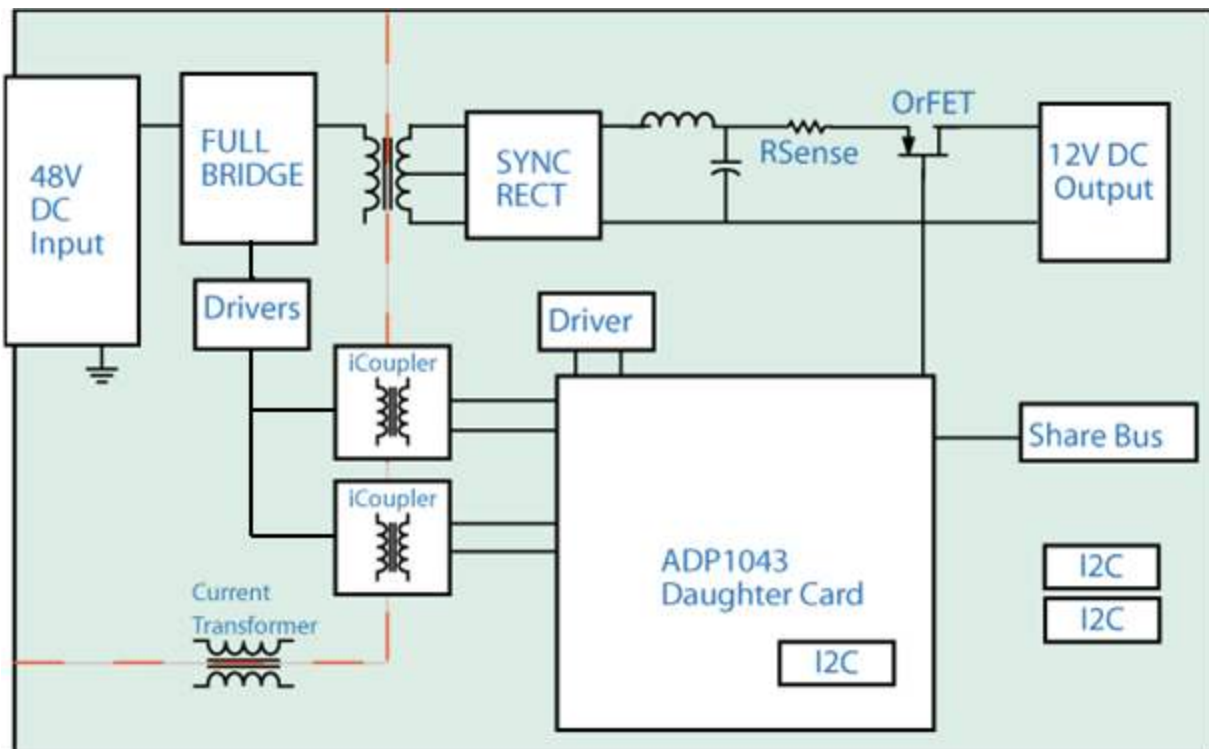 48V
DC
Input
FULL
BRIDGE
SYNC
RECT
RSense
OrFET
12V DC
Output
Drivers
Driver
iCoupler
iCoupler
Share Bus
ADP1043
Daughter Card
I2C
I2C
I2C
Current
Transformer